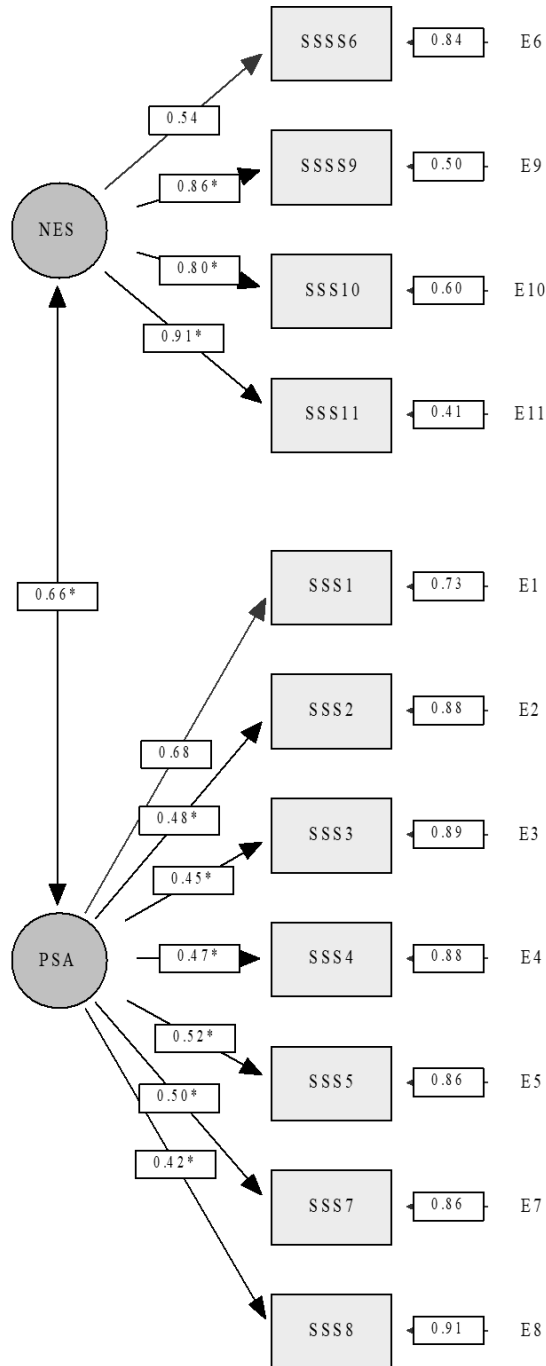 SSSS6 0.84 E6
0.54
SSSS9 0.50 E9
0.86*
NES
SSS10 0.60 E10
0.80*
0.91*
SSS11 0.41 E11
SSS1 0.73 E1
0.66*
SSS2 0.88 E2
0.68
0.48*
SSS3 0.89 E3
0.45*
PSA 0.47* SSS4 0.88 E4
0.52*
SSS5 0.86 E5
0.50*
0.42*
SSS7 0.86 E7
SSS8 0.91 E8